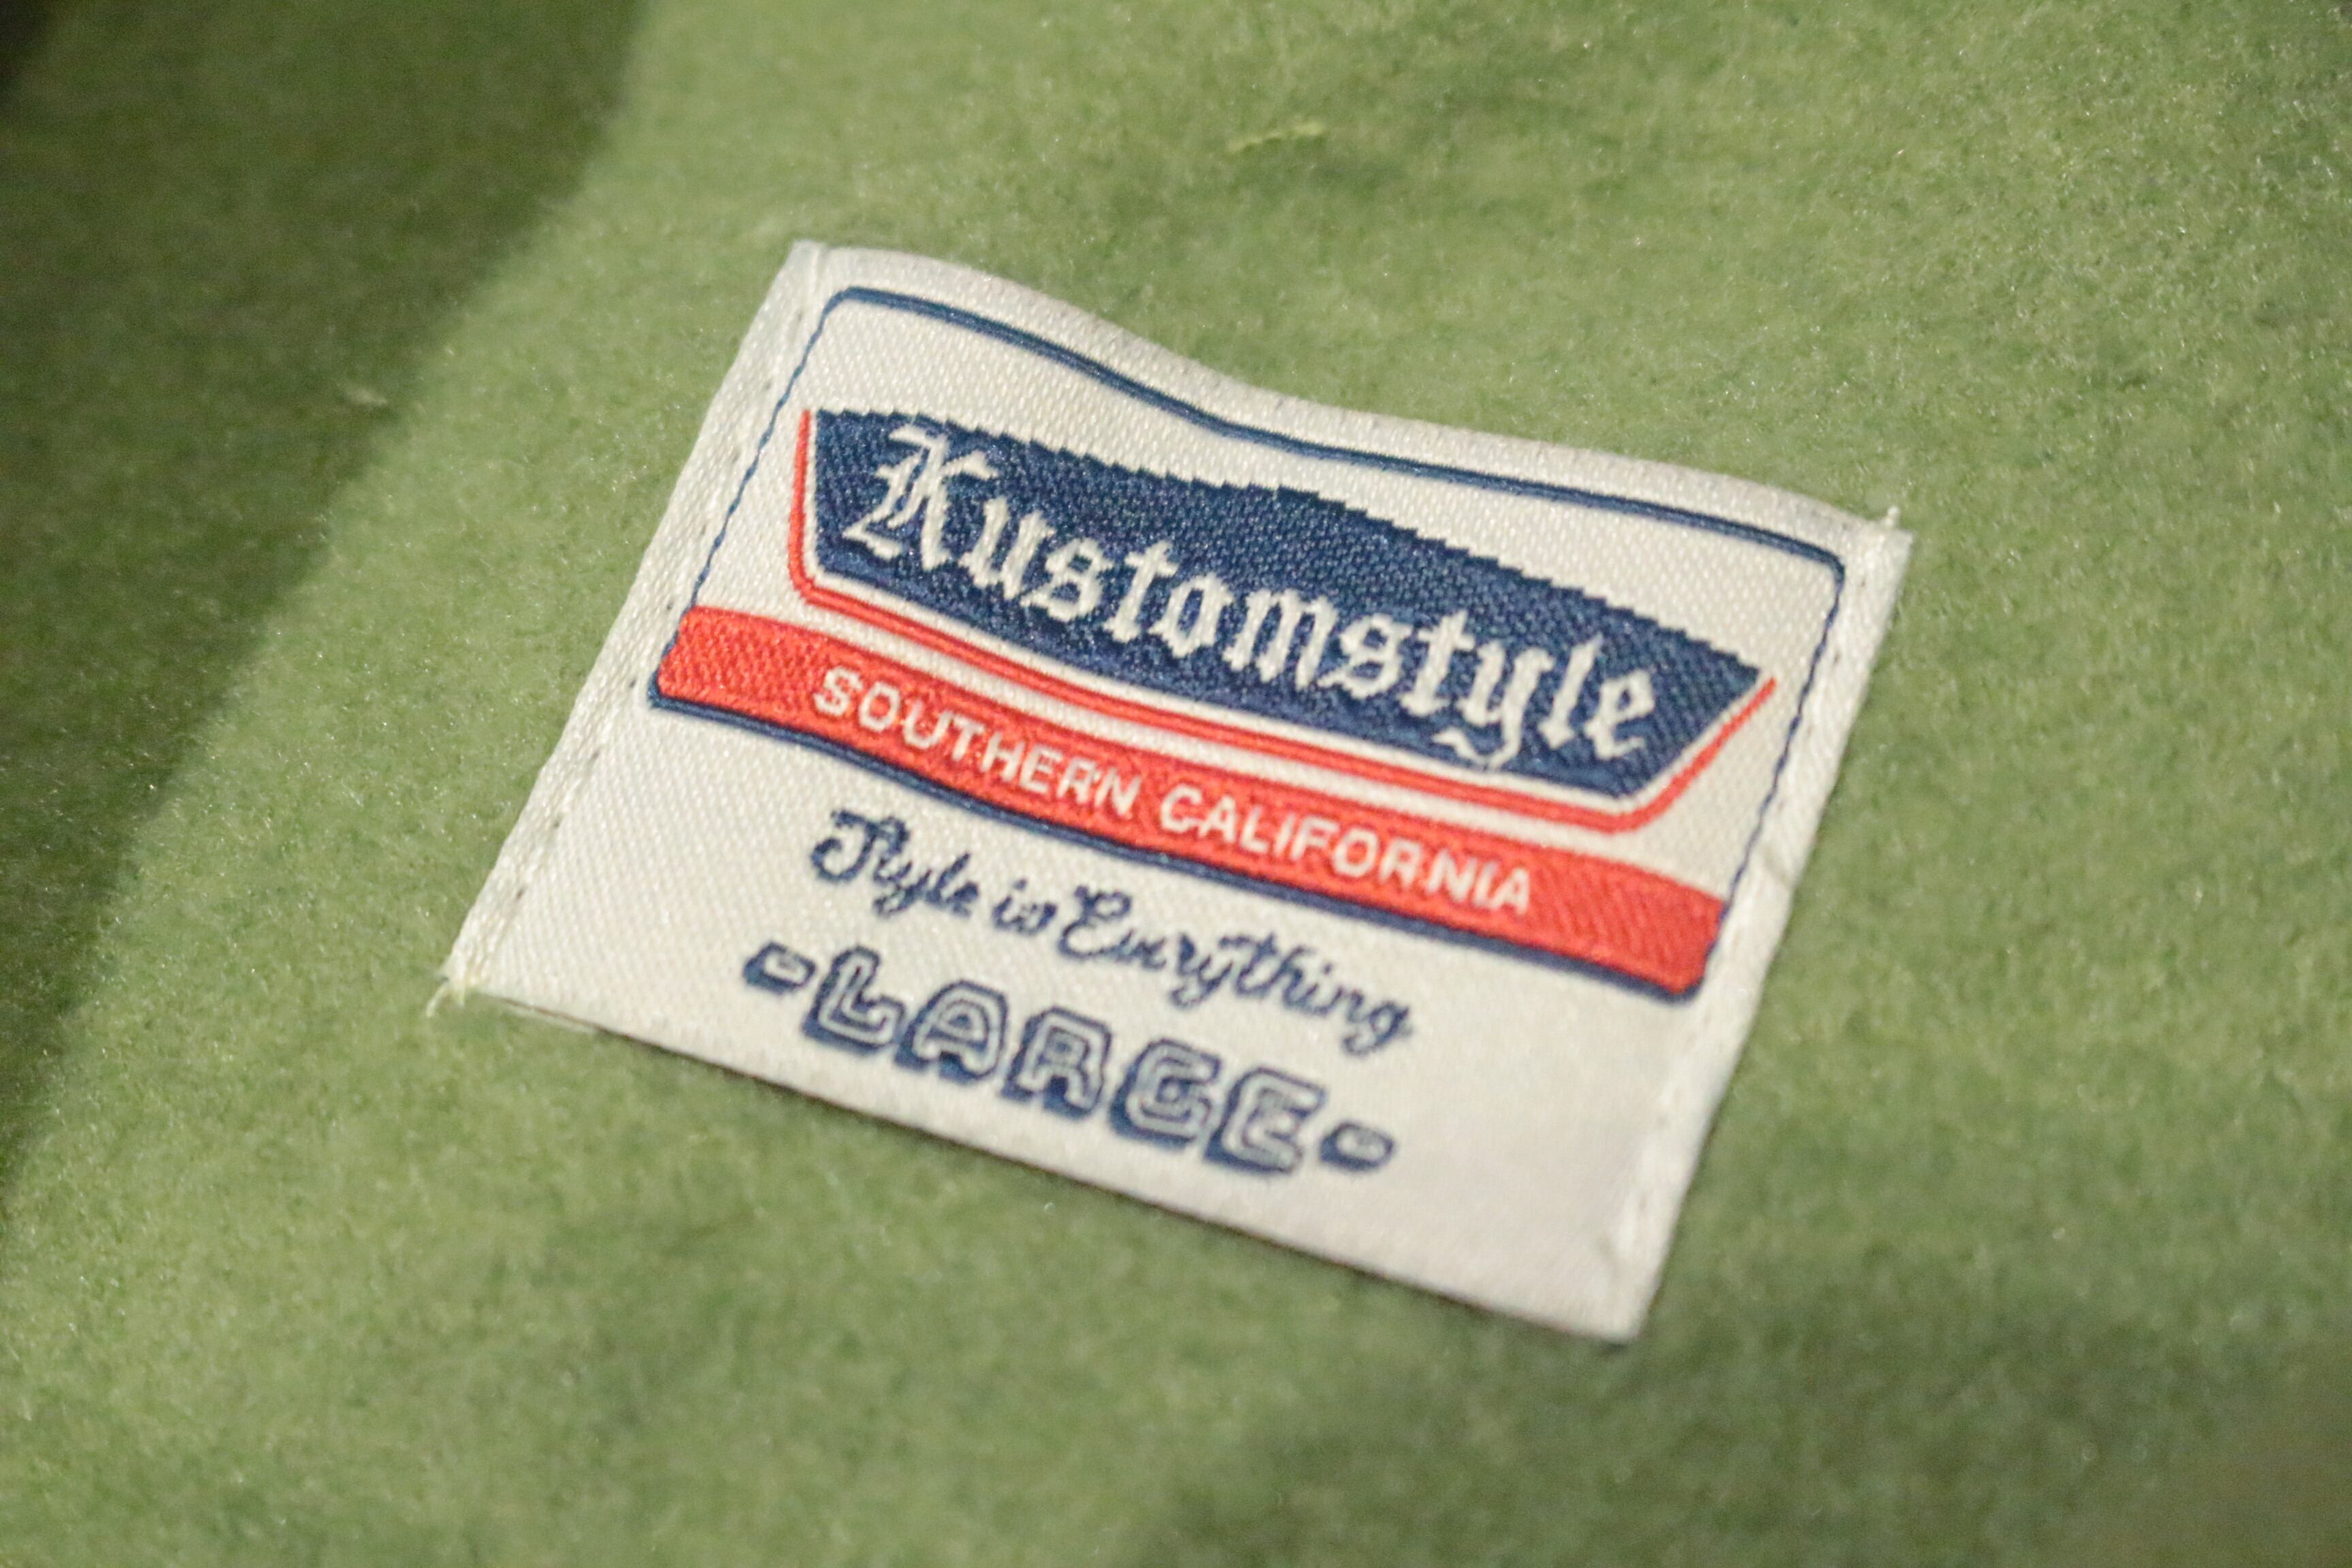 Kustomstyle
SOUTHERN CALIFORNIA
Style is Everything
-LARGE-